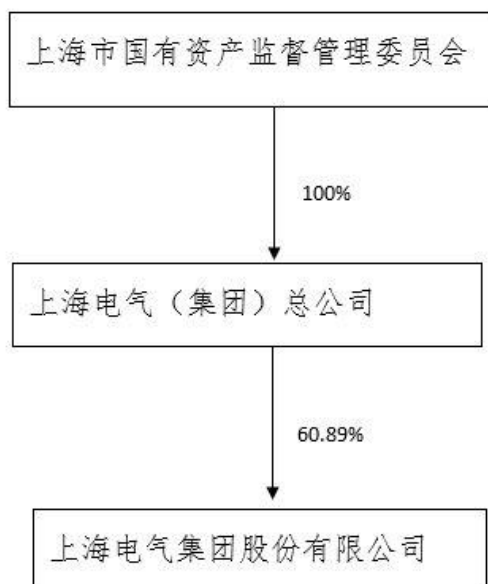 上海市国有资产监督管理委员会
100%
上海电气（集团）总公司
60.89%
上海电气集团股份有限公司